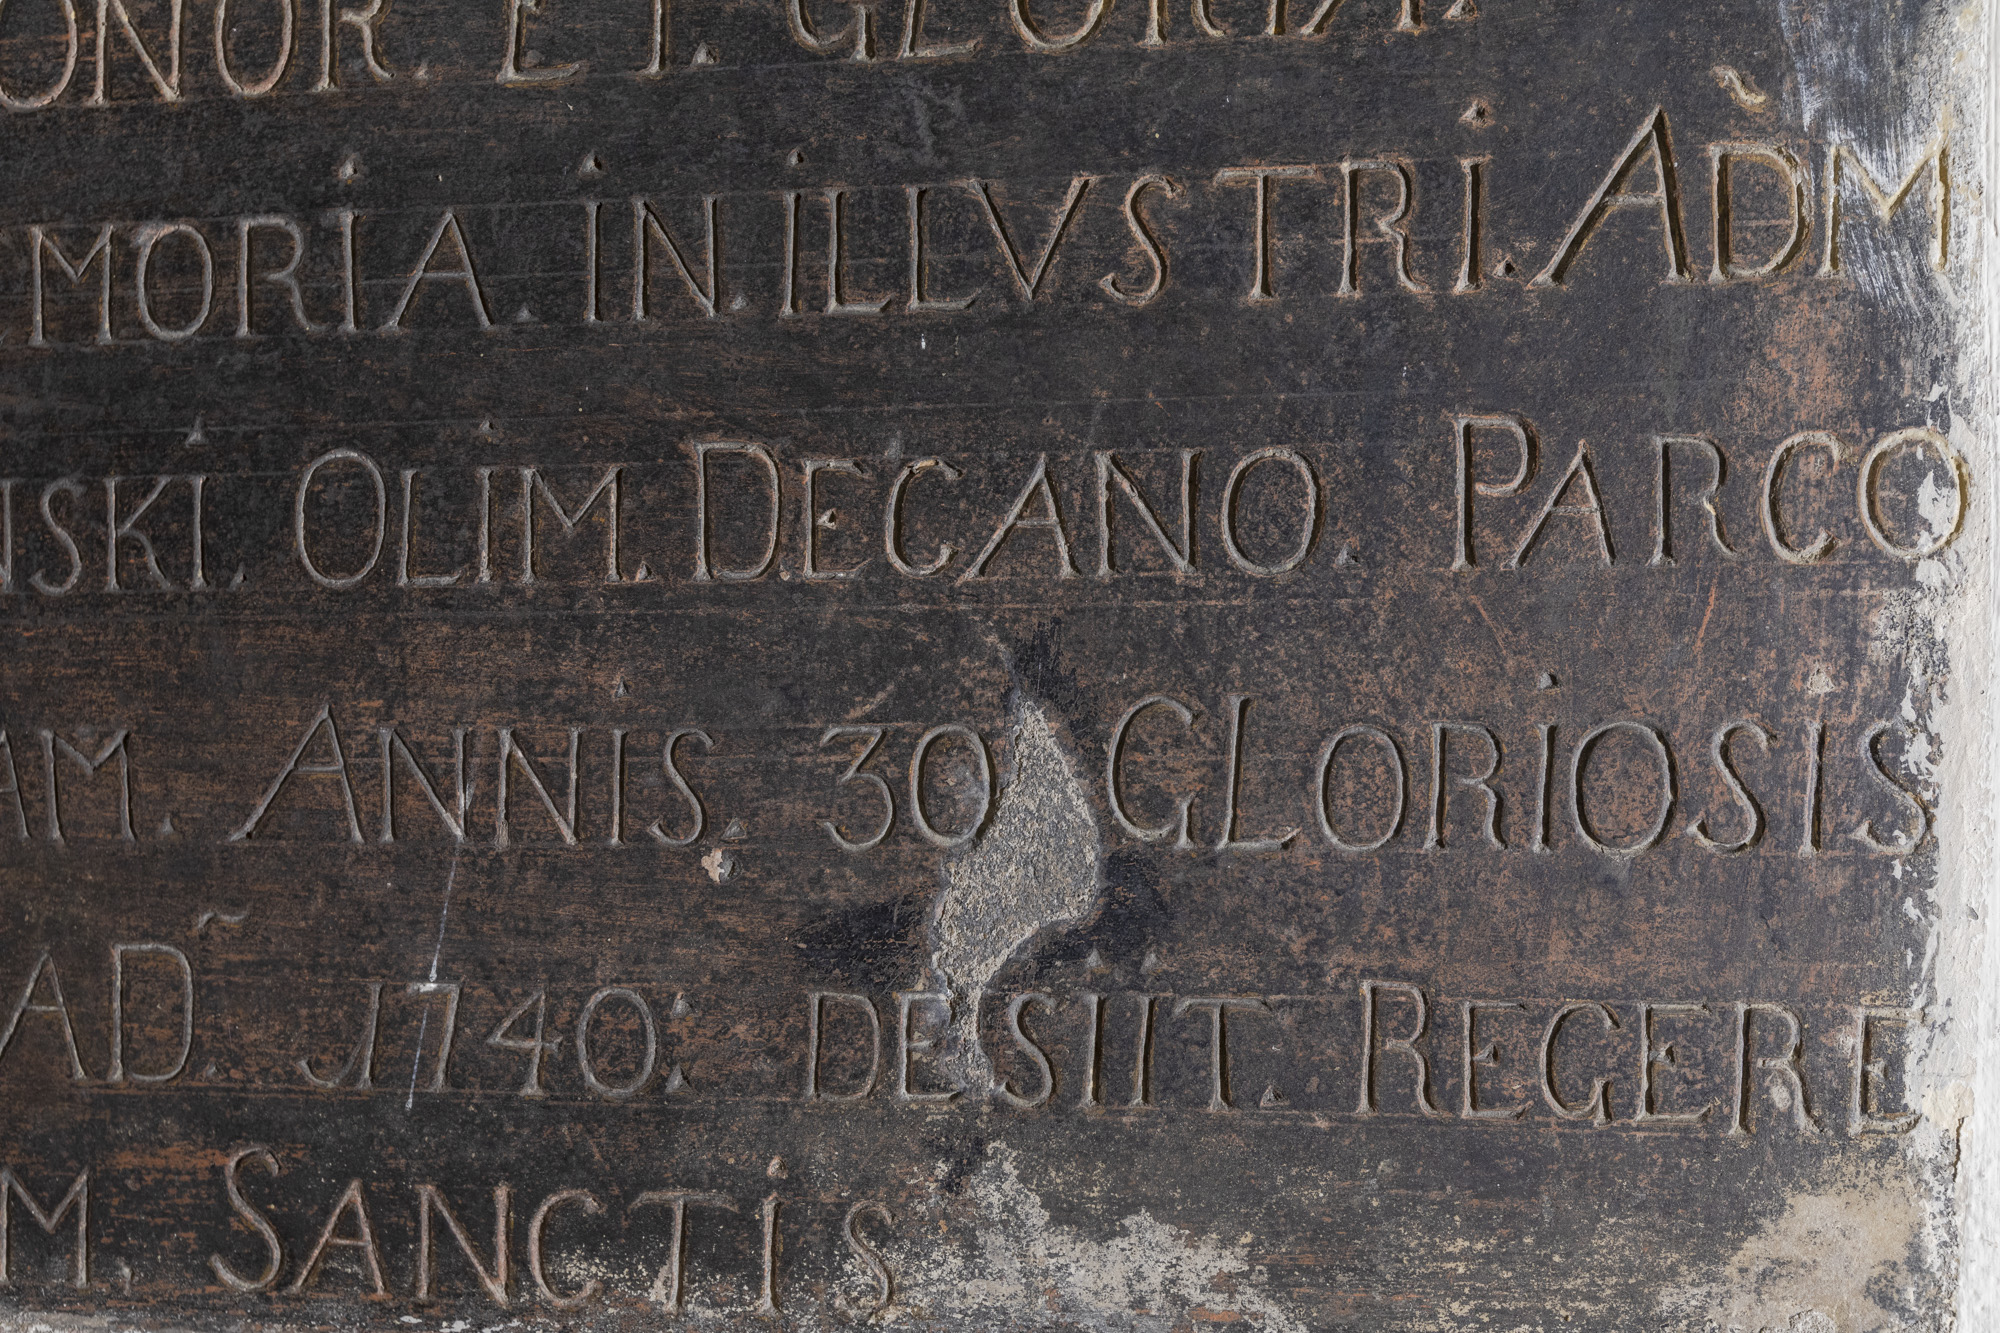 ONOR. ET. GLORIA.
MORIA. IN. ILLVSTRI. AD̃M
NSKI. OLIM. DECANO. PARCO
AM. ANNIS. 30 GLORIOSIS
AD̃. 1740: DESIIT. REGERE
M. SANCTIS